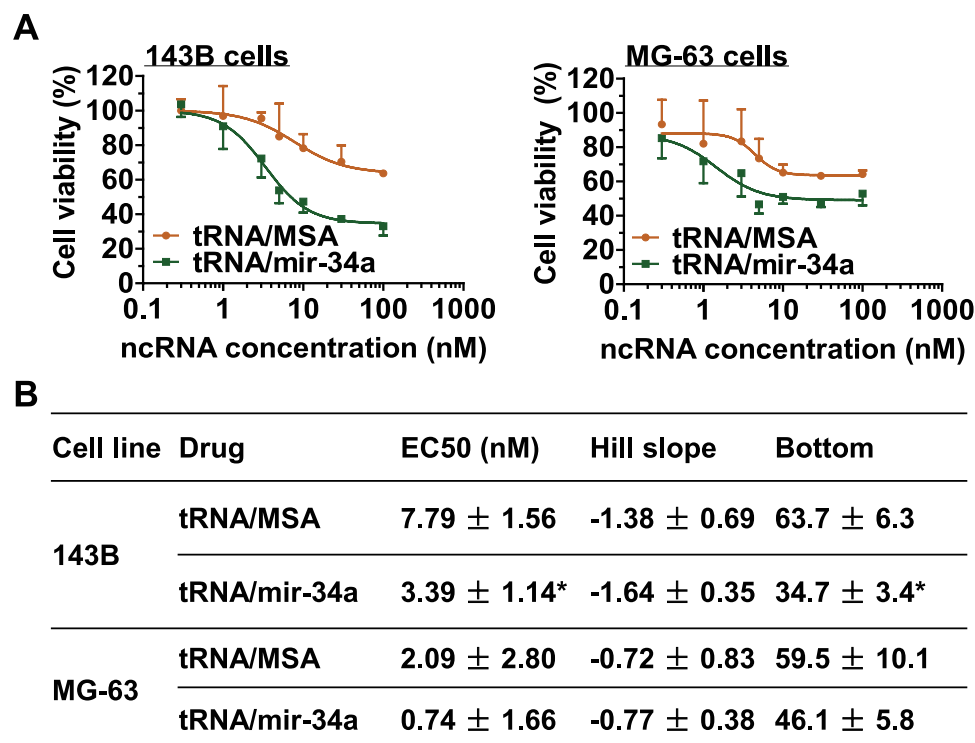 A
143B cells
MG-63 cells
Cell viability (%)
120
100
80
60
40
20
0
tRNA/MSA
tRNA/mir-34a
0.1 1 10 100 1000
ncRNA concentration (nM)
Cell viability (%)
120
100
80
60
40
20
0
tRNA/MSA
tRNA/mir-34a
0.1 1 10 100 1000
ncRNA concentration (nM)
B
Cell line Drug EC50 (nM) Hill slope Bottom
143B
tRNA/MSA 7.79 ± 1.56 -1.38 ± 0.69 63.7 ± 6.3
tRNA/mir-34a 3.39 ± 1.14* -1.64 ± 0.35 34.7 ± 3.4*
MG-63
tRNA/MSA 2.09 ± 2.80 -0.72 ± 0.83 59.5 ± 10.1
tRNA/mir-34a 0.74 ± 1.66 -0.77 ± 0.38 46.1 ± 5.8